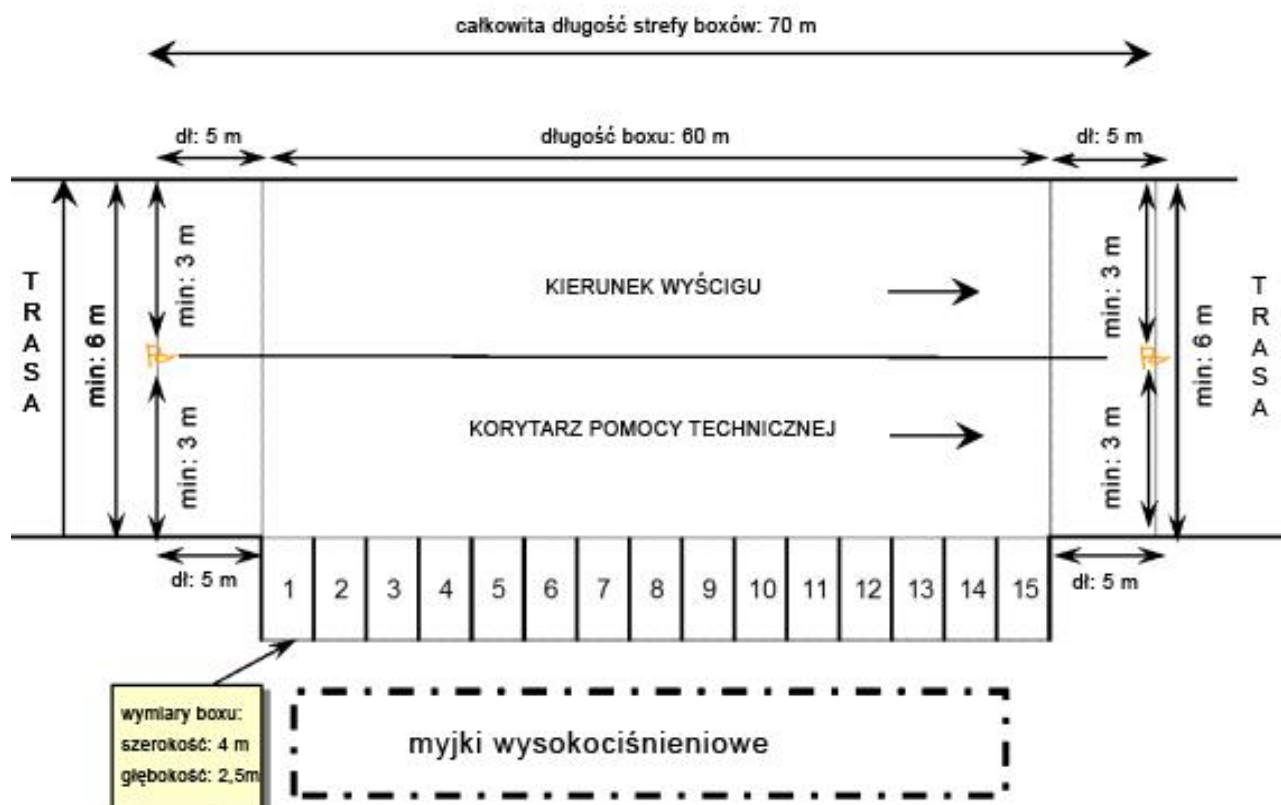 całkowita długość strefy boxów: 70 m
dł: 5 m
długość boxu: 60 m
dł: 5 m
TRASA
min: 6 m
min: 3 m
KIERUNEK WYŚCIGU
min: 3 m
min: 6 m
TRASA
min: 3 m
KORYTARZ POMOCY TECHNICZNEJ
min: 3 m
dł: 5 m
1 2 3 4 5 6 7 8 9 10 11 12 13 14 15
dł: 5 m
wymiary boxu:
szerokość: 4 m
głębokość: 2,5m
myjki wysokociśnieniowe